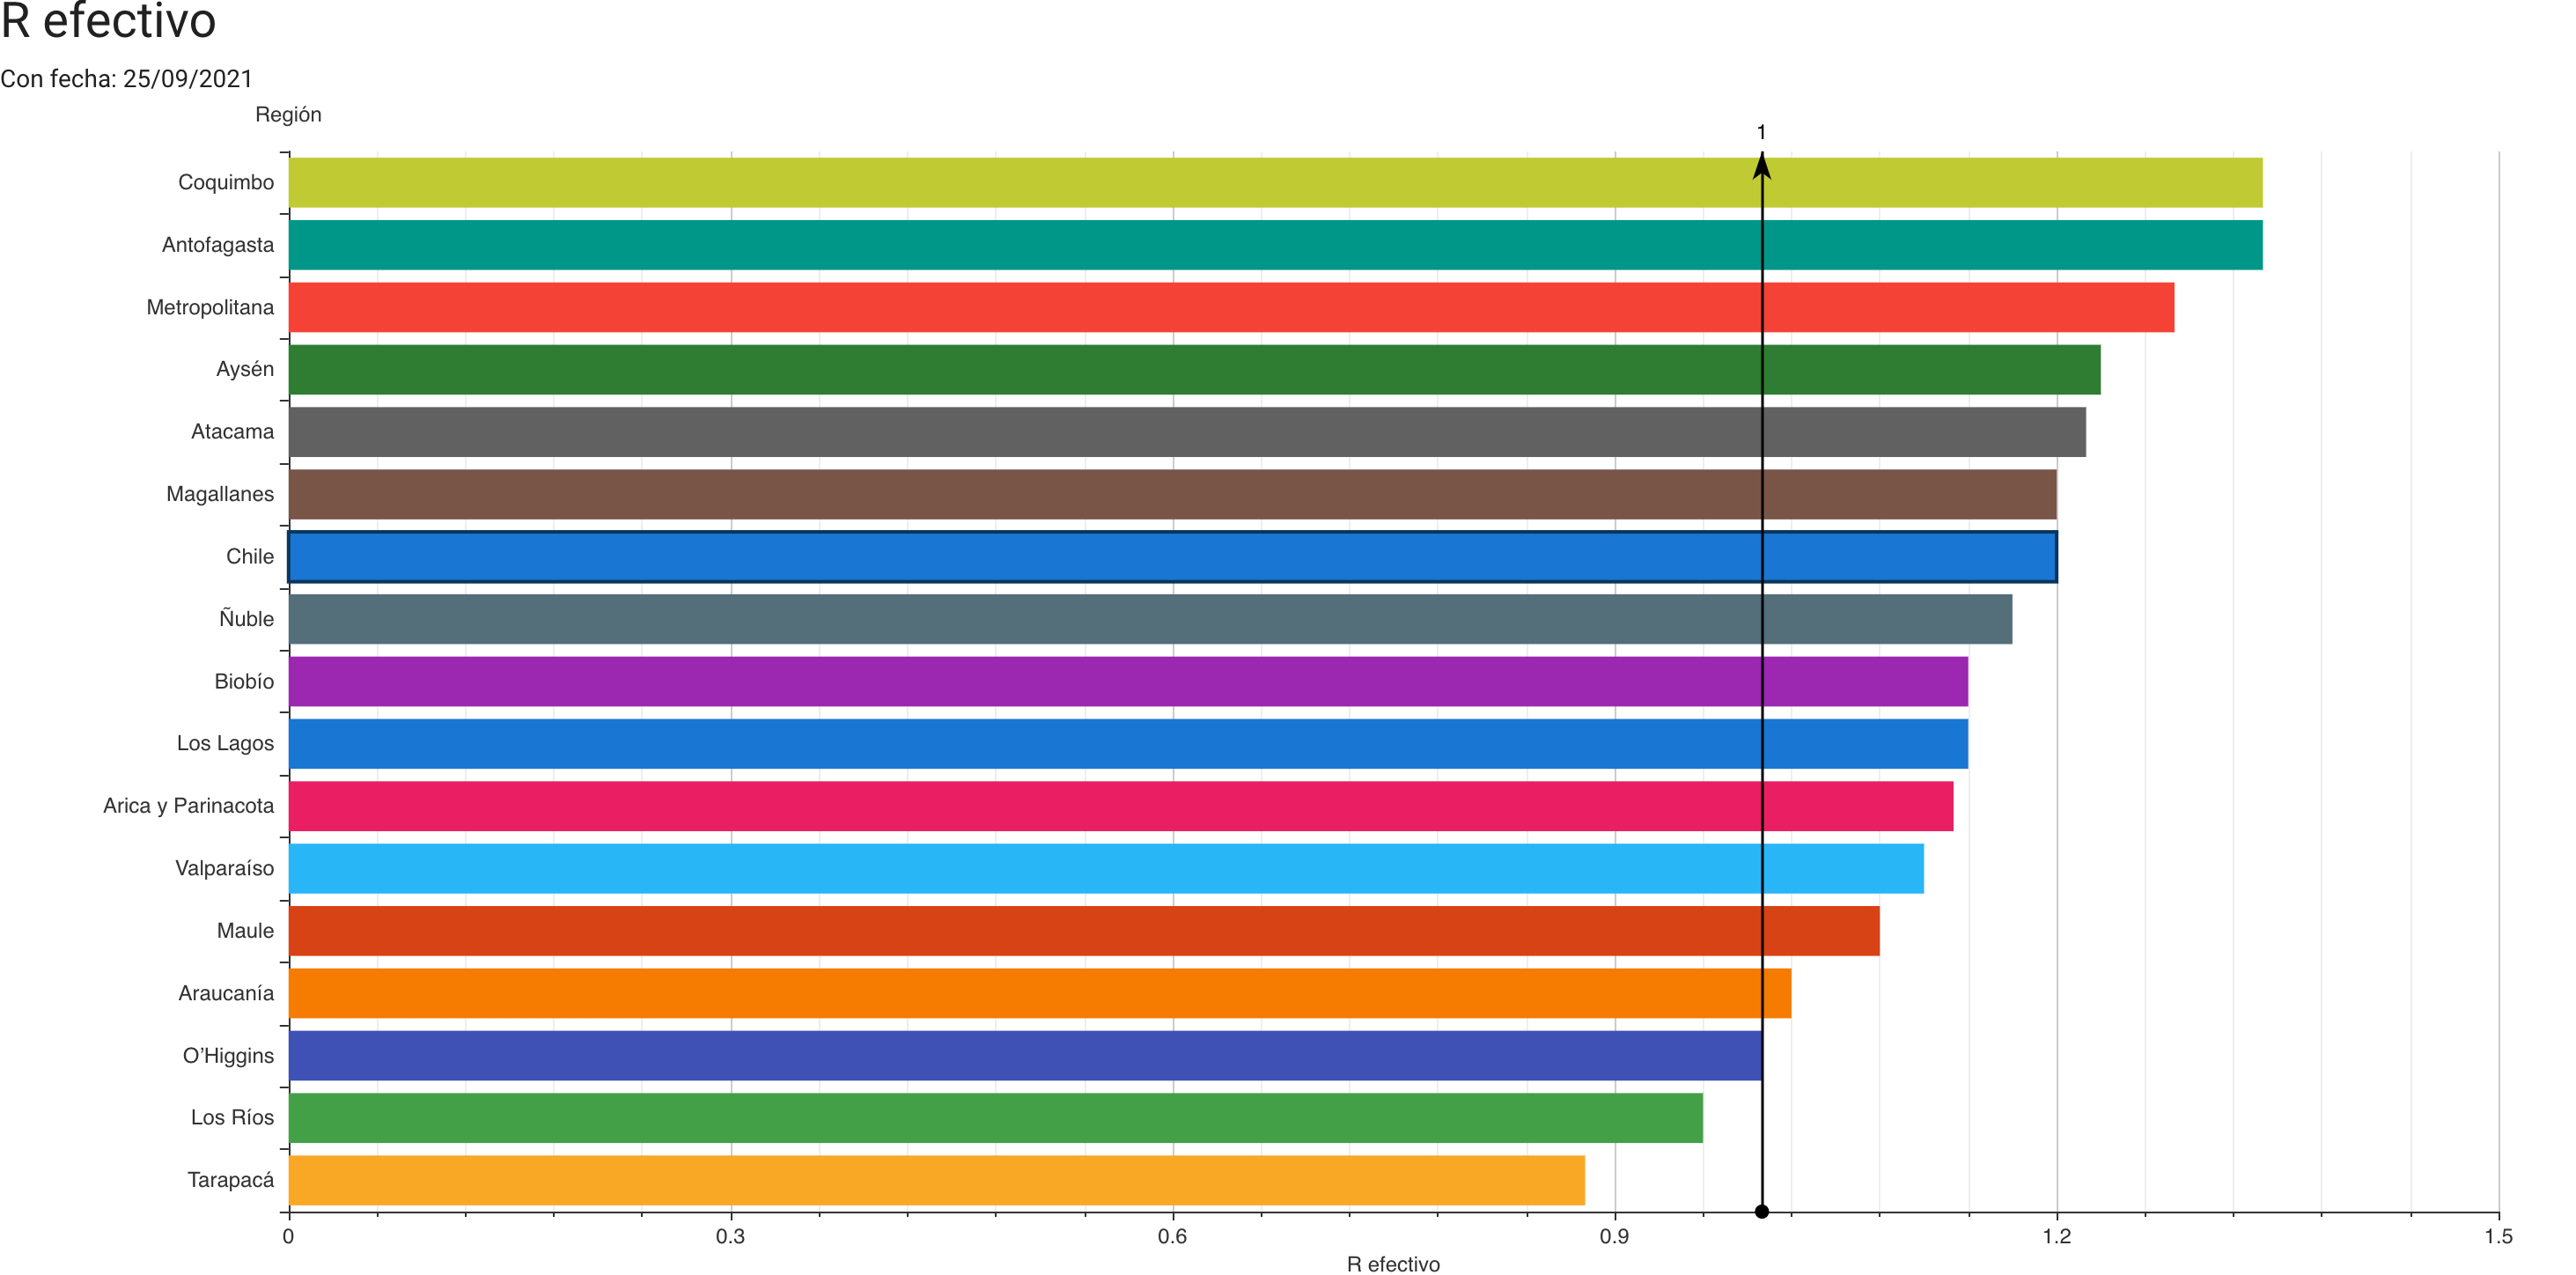 R efectivo
Con fecha: 25/09/2021
Región
1
Coquimbo
Antofagasta
Metropolitana
Aysén
Atacama
Magallanes
Chile
Ñuble
Biobío
Los Lagos
Arica y Parinacota
Valparaíso
Maule
Araucanía
O’Higgins
Los Ríos
Tarapacá
0 0.3 0.6 0.9 1.2 1.5
R efectivo